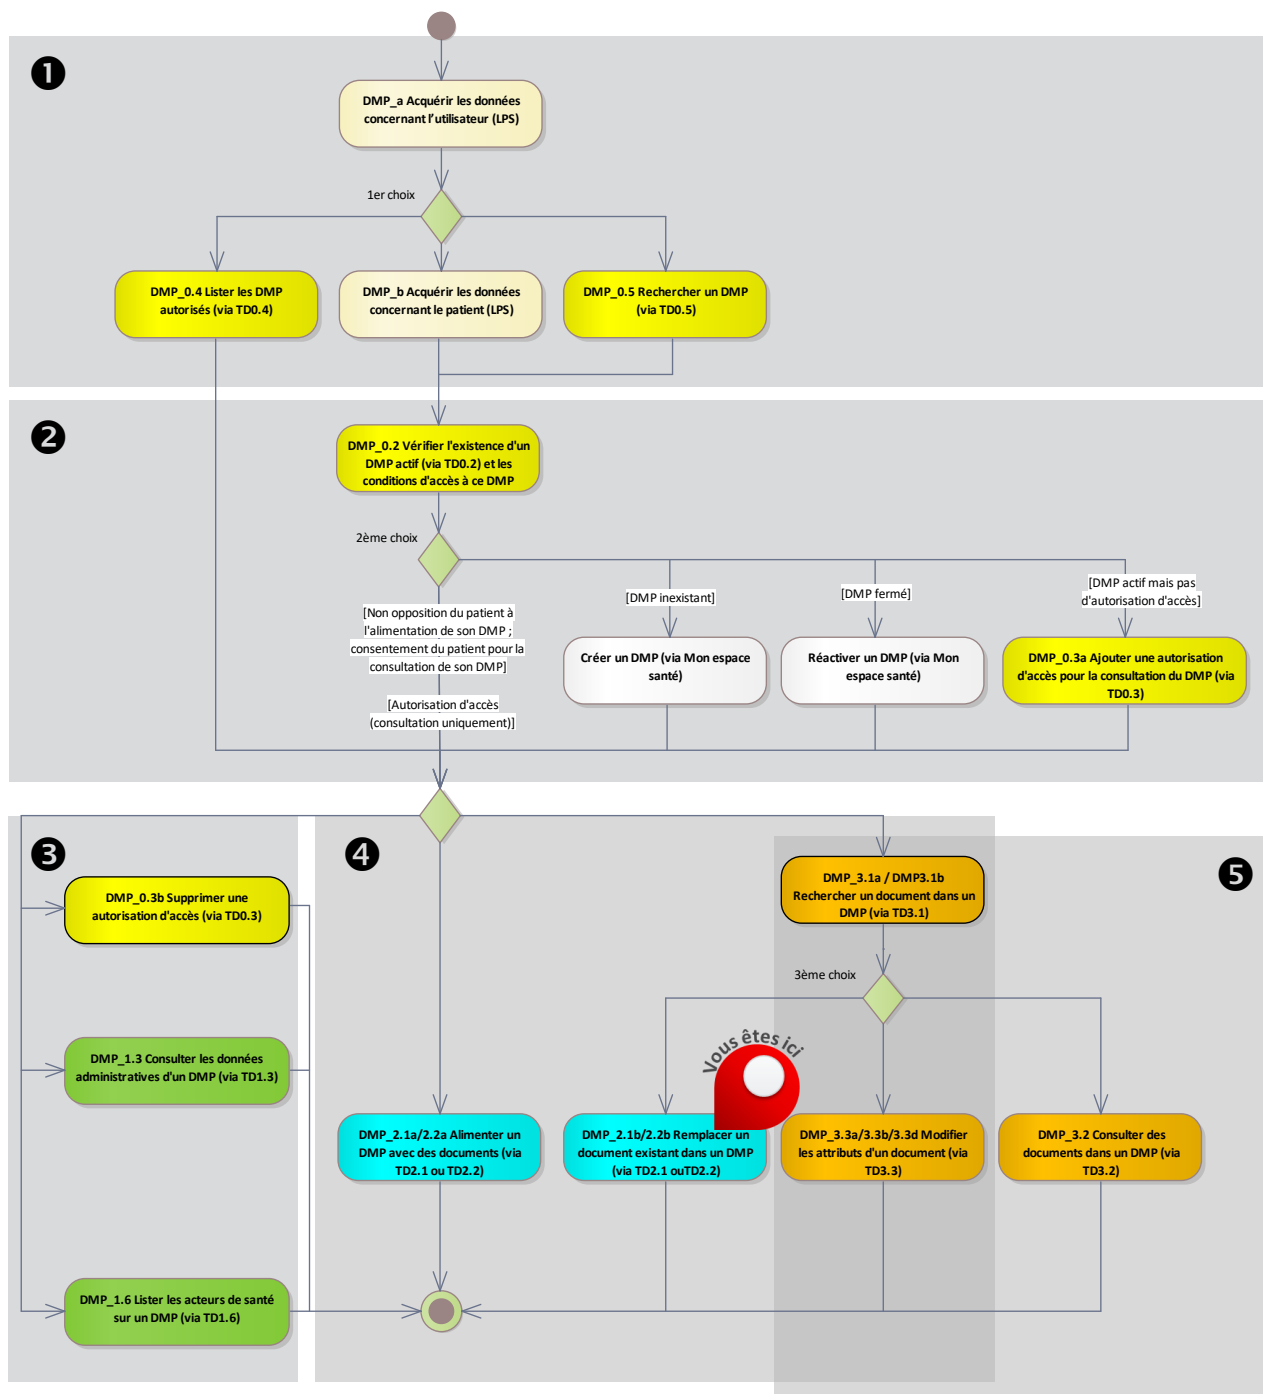 ❶
DMP_a Acquérir les données
concernant l'utilisateur (LPS)
1er choix
DMP_0.4 Lister les DMP
autorisés (via TD0.4)
DMP_b Acquérir les données
concernant le patient (LPS)
DMP_0.5 Rechercher un DMP
(via TD0.5)
❷
DMP_0.2 Vérifier l'existence d'un
DMP actif (via TD0.2) et les
conditions d'accès à ce DMP
2ème choix
[Non opposition du patient à
l'alimentation de son DMP ;
consentement du patient pour la
consultation de son DMP]
[Autorisation d'accès
(consultation uniquement)]
[DMP inexistant]
[DMP fermé]
[DMP actif mais pas
d'autorisation d'accès]
Créer un DMP (via Mon espace
santé)
Réactiver un DMP (via Mon
espace santé)
DMP_0.3a Ajouter une autorisation
d'accès pour la consultation du DMP (via
TD0.3)
❸
DMP_0.3b Supprimer une
autorisation d'accès (via TD0.3)
DMP_1.3 Consulter les données
administratives d'un DMP (via TD1.3)
DMP_1.6 Lister les acteurs de santé
sur un DMP (via TD1.6)
❹
❺
DMP_3.1a / DMP3.1b
Rechercher un document dans un
DMP (via TD3.1)
3ème choix
Vous êtes ici
DMP_2.1a/2.2a Alimenter un
DMP avec des documents (via
TD2.1 ou TD2.2)
DMP_2.1b/2.2b Remplacer un
document existant dans un DMP
(via TD2.1 ouTD2.2)
DMP_3.3a/3.3b/3.3d Modifier
les attributs d'un document (via
TD3.3)
DMP_3.2 Consulter des
documents dans un DMP (via
TD3.2)